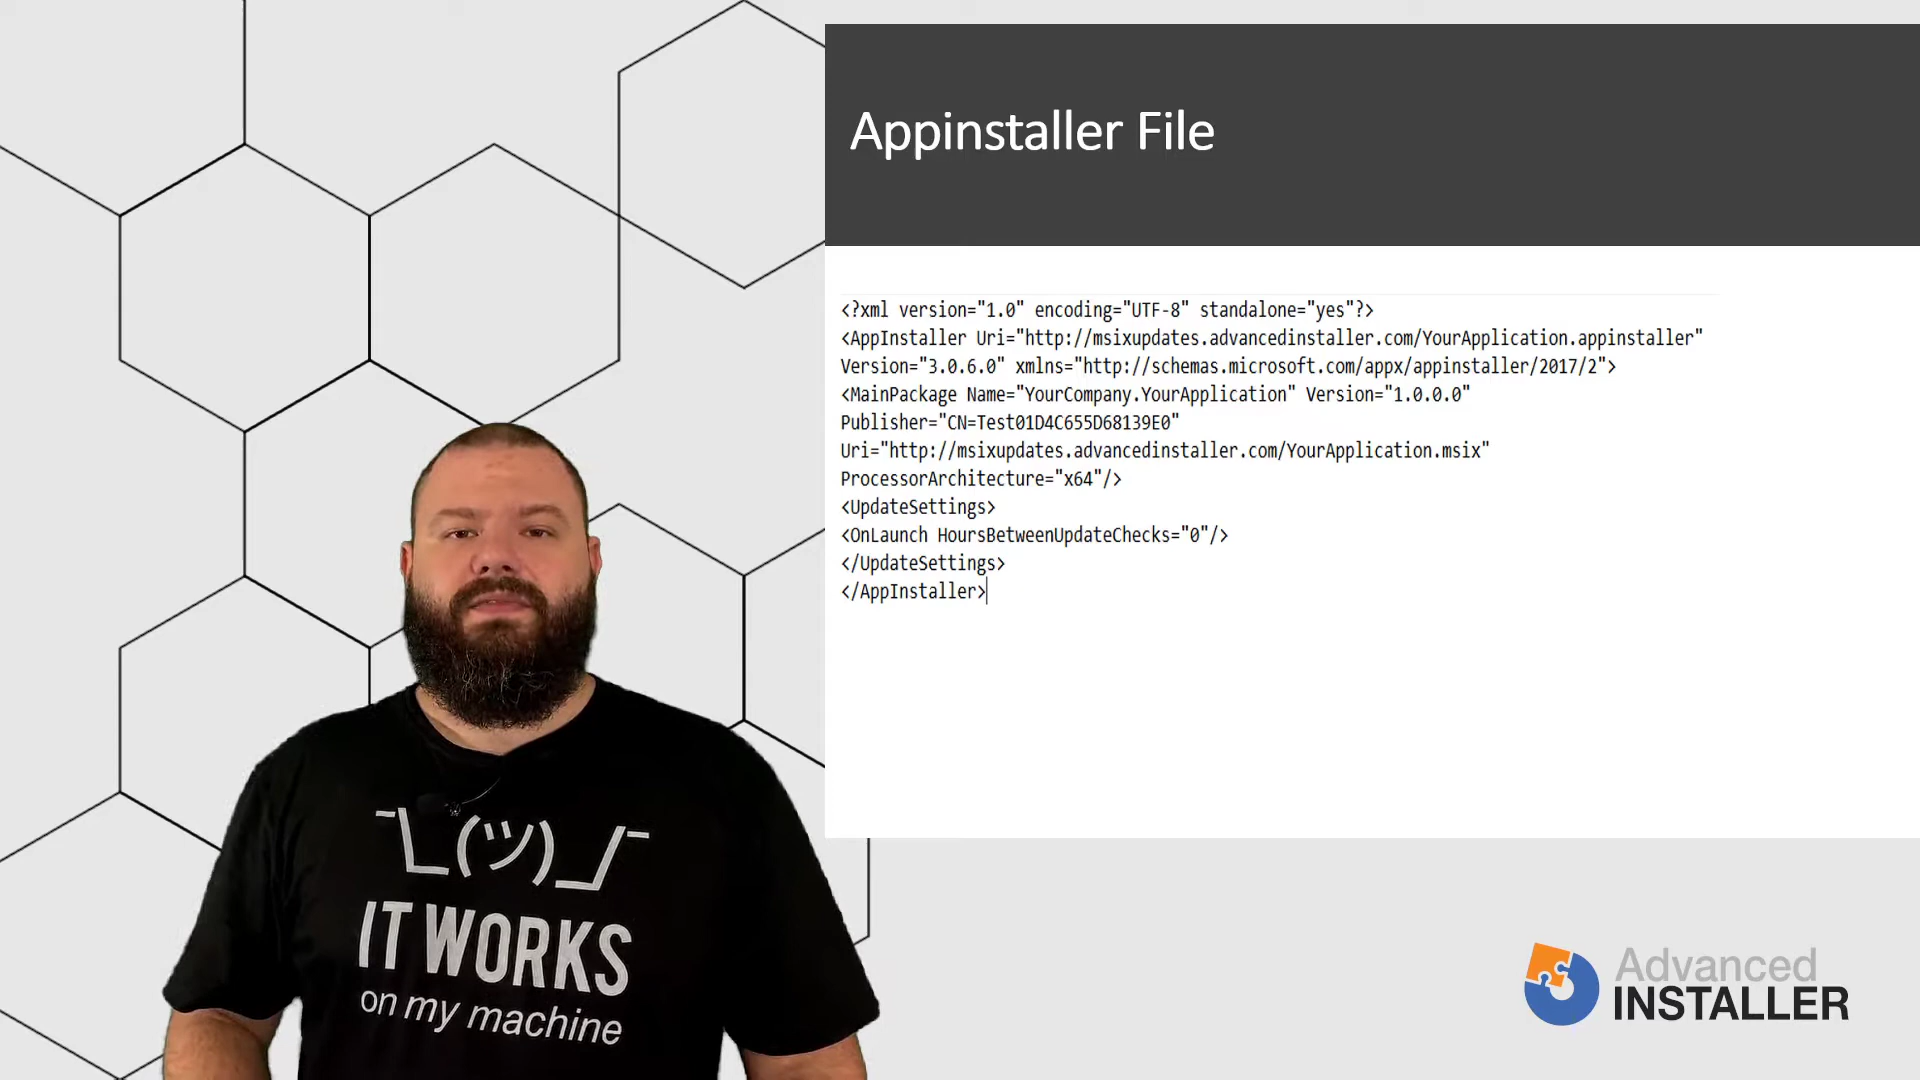 Appinstaller File
<?xml version="1.0" encoding="UTF-8" standalone="yes"?>
<AppInstaller Uri="http://msixupdates.advancedinstaller.com/YourApplication.appinstaller"
Version="3.0.6.0" xmlns="http://schemas.microsoft.com/appx/appinstaller/2017/2">
<MainPackage Name="YourCompany.YourApplication" Version="1.0.0.0"
Publisher="CN=Test01D4C655D68139E0"
Uri="http://msixupdates.advancedinstaller.com/YourApplication.msix"
ProcessorArchitecture="x64"/>
<UpdateSettings>
<OnLaunch HoursBetweenUpdateChecks="0"/>
</UpdateSettings>
</AppInstaller>
¯\_(ツ)_/¯
IT WORKS
on my machine
Advanced
INSTALLER